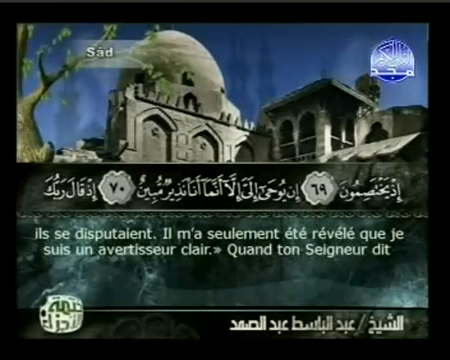 Sâd
المجد
إِذْ يَخْتَصِمُونَ ٦٩ إِن يُوحَىٰ إِلَىَّ إِلَّآ أَنَّمَآ أَنَا۠ نَذِيرٌ مُّبِينٌ ٧٠ إِذْ قَالَ رَبُّكَ
ils se disputaient. Il m’a seulement été révélé que je
suis un avertisseur clair.» Quand ton Seigneur dit
الشيخ / عبد الباسط عبد الصمد